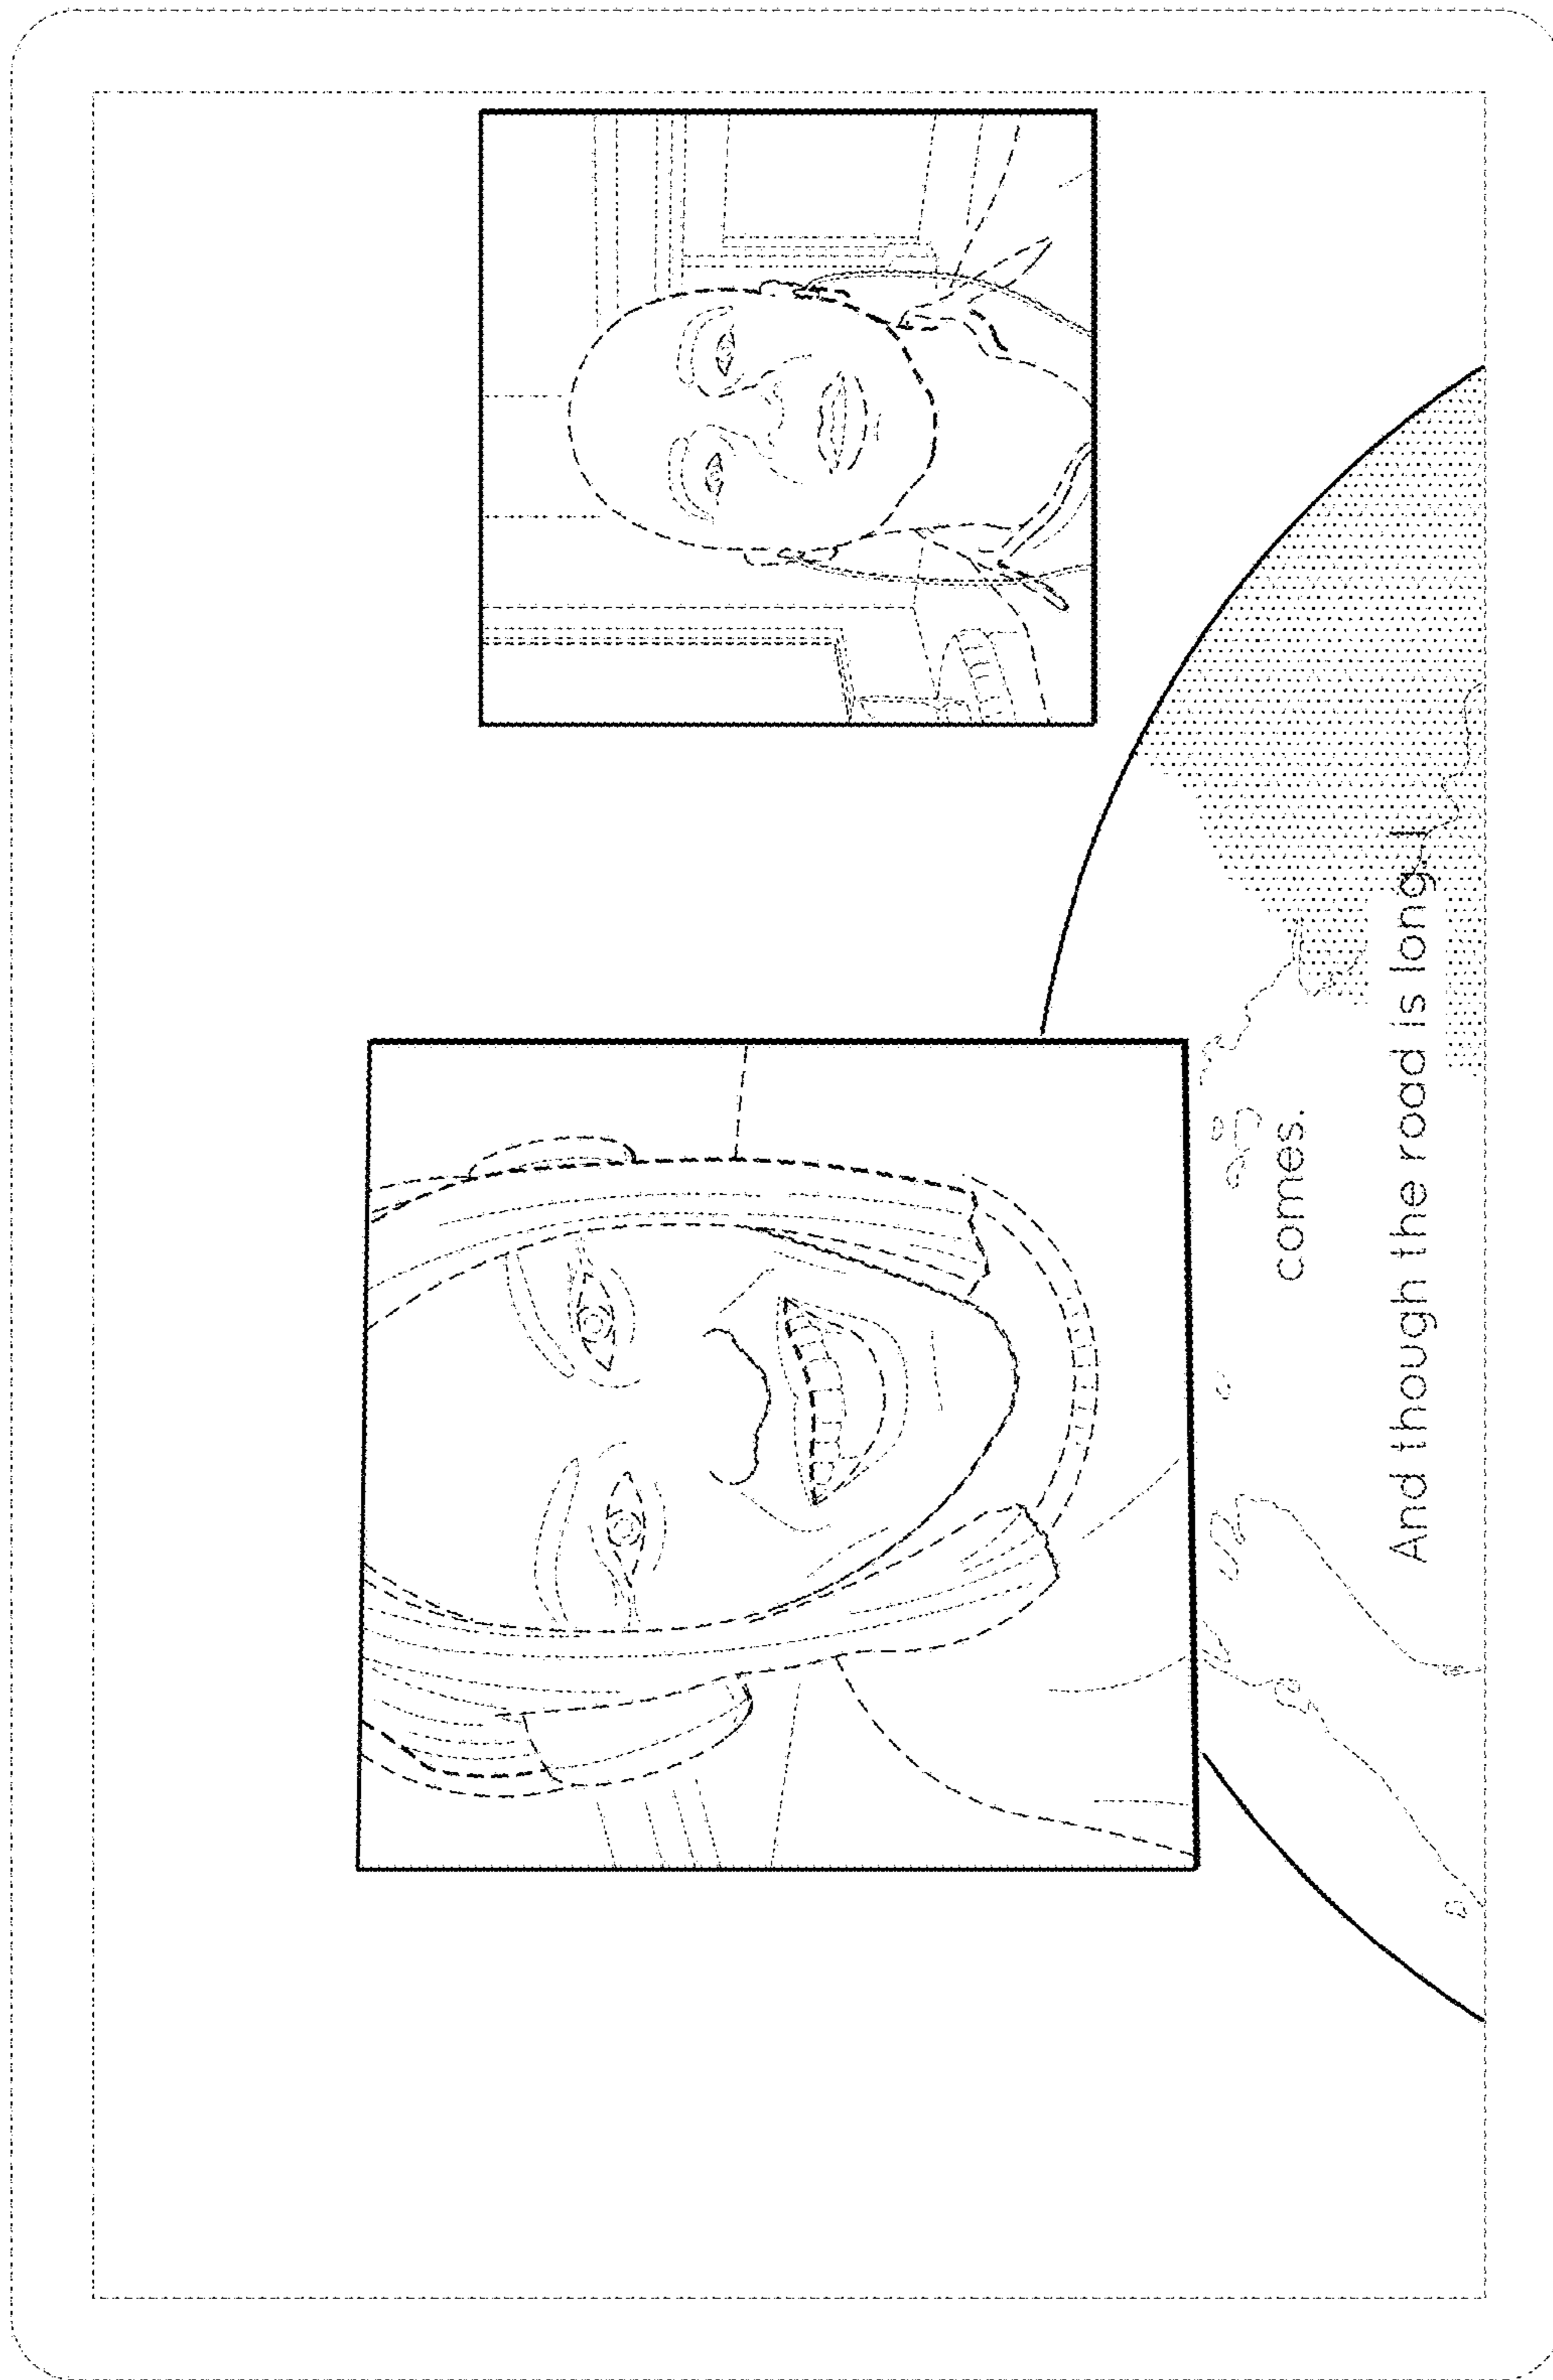 comes.
And though the road is long, I